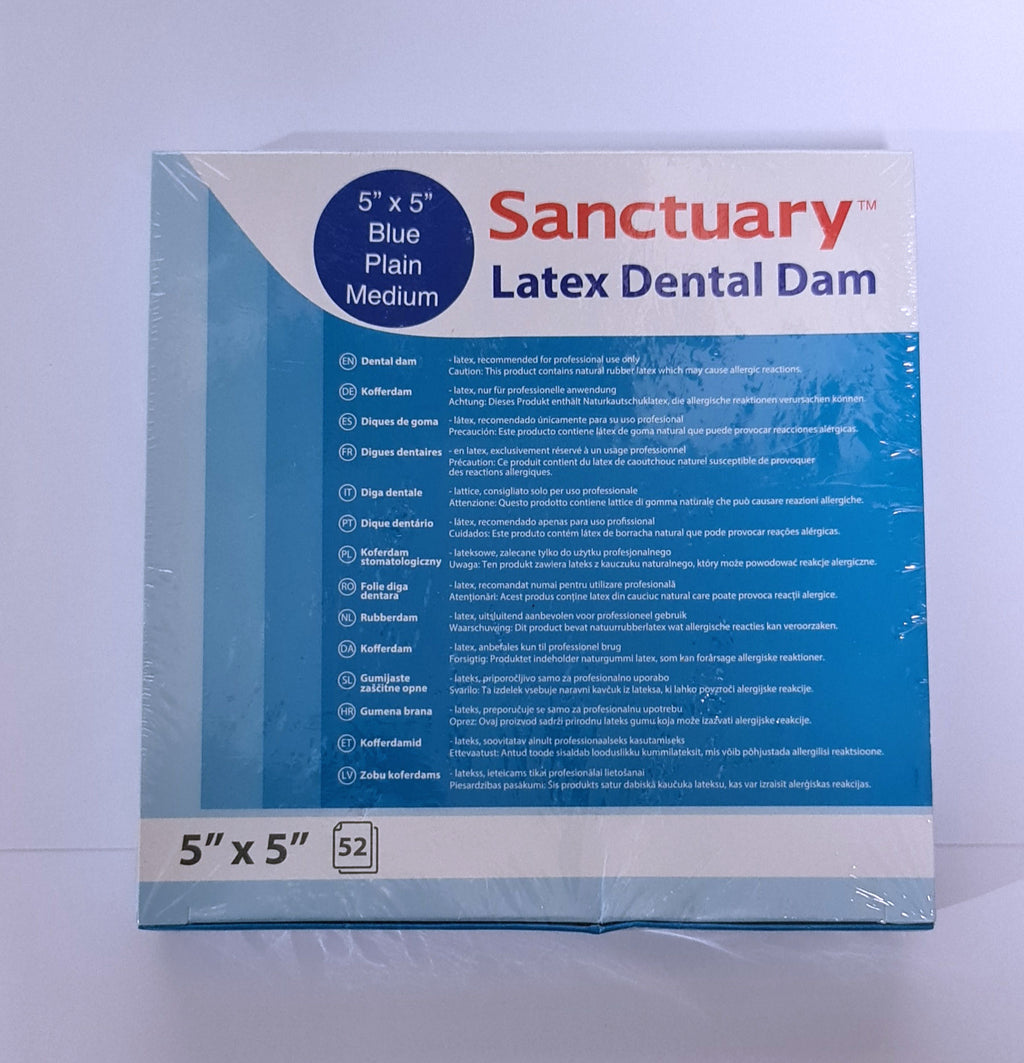 5” x 5”
Blue
Plain
Medium
Sanctuary™
Latex Dental Dam
EN Dental dam - latex, recommended for professional use only
Caution: This product contains natural rubber latex which may cause allergic reactions.
DE Kofferdam - latex, nur für professionelle anwendung
Achtung: Dieses Produkt enthält Naturkautschuklatex, die allergische reaktionen verursachen können.
ES Diques de goma - látex, recomendado únicamente para su uso profesional
Precaución: Este producto contiene látex de goma natural que puede provocar reacciones alérgicas.
FR Digues dentaires - en latex, exclusivement réservé à un usage professionnel
Précaution: Ce produit contient du latex de caoutchouc naturel susceptible de provoquer
des reactions allergiques.
IT Diga dentale - lattice, consigliato solo per uso professionale
Attenzione: Questo prodotto contiene lattice di gomma naturale che può causare reazioni allergiche.
PT Dique dentário - látex, recomendado apenas para uso profissional
Cuidados: Este produto contém látex de borracha natural que pode provocar reações alérgicas.
PL Koferdam stomatologiczny - lateksowe, zalecane tylko do użytku profesjonalnego
Uwaga: Ten produkt zawiera lateks z kauczuku naturalnego, który może powodować reakcje alergiczne.
RO Folie diga dentara - latex, recomandat numai pentru utilizare profesională
Atenţionări: Acest produs conţine latex din cauciuc natural care poate provoca reacţii alergice.
NL Rubberdam - latex, uitsluitend aanbevolen voor professioneel gebruik
Waarschuwing: Dit product bevat natuurrubberlatex wat allergische reacties kan veroorzaken.
DA Kofferdam - latex, anbefales kun til professionel brug
Forsigtig: Produktet indeholder naturgummi latex, som kan forårsage allergiske reaktioner.
SL Gumijaste zaščitne opne - lateks, priporočljivo samo za profesionalno uporabo
Svarilo: Ta izdelek vsebuje naravni kavčuk iz lateksa, ki lahko povzroči alergijske reakcije.
HR Gumena brana - lateks, preporučuje se samo za profesionalnu upotrebu
Oprez: Ovaj proizvod sadrži prirodnu lateks gumu koja može izazvati alergijske reakcije.
ET Kofferdamid - lateks, soovitatav ainult professionaalseks kasutamiseks
Ettevaatust: Antud toode sisaldab looduslikku kummilateksit, mis võib põhjustada allergilisi reaktsioone.
LV Zobu koferdams - latekss, ieteicams tikai profesionālai lietošanai
Piesardzības pasākumi: Šis produkts satur dabiskā kaučuka lateksu, kas var izraisīt alerģiskas reakcijas.
5” x 5” 52